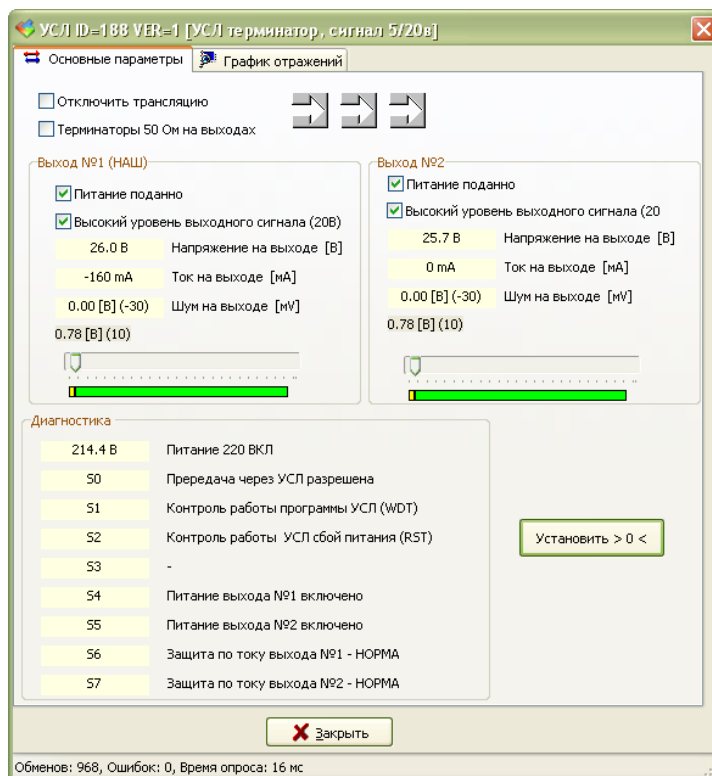 УСЛ ID=188 VER=1 [УСЛ терминатор, сигнал 5/20в]
Основные параметры
График отражений
Отключить трансляцию
Терминаторы 50 Ом на выходах
Выход №1 (НАШ)
Питание поданно
Высокий уровень выходного сигнала (20В)
26.0 В Напряжение на выходе [В]
-160 mA Ток на выходе [мА]
0.00 [В] (-30) Шум на выходе [мV]
0.78 [В] (10)
Выход №2
Питание поданно
Высокий уровень выходного сигнала (20
25.7 В Напряжение на выходе [В]
0 mA Ток на выходе [мА]
0.00 [В] (-30) Шум на выходе [мV]
0.78 [В] (10)
Диагностика
214.4 В Питание 220 ВКЛ
S0 Прередача через УСЛ разрешена
S1 Контроль работы программы УСЛ (WDT)
S2 Контроль работы УСЛ сбой питания (RST)
S3 -
S4 Питание выхода №1 включено
S5 Питание выхода №2 включено
S6 Защита по току выхода №1 - НОРМА
S7 Защита по току выхода №2 - НОРМА
Установить > 0 <
Закрыть
Обменов: 968, Ошибок: 0, Время опроса: 16 мс